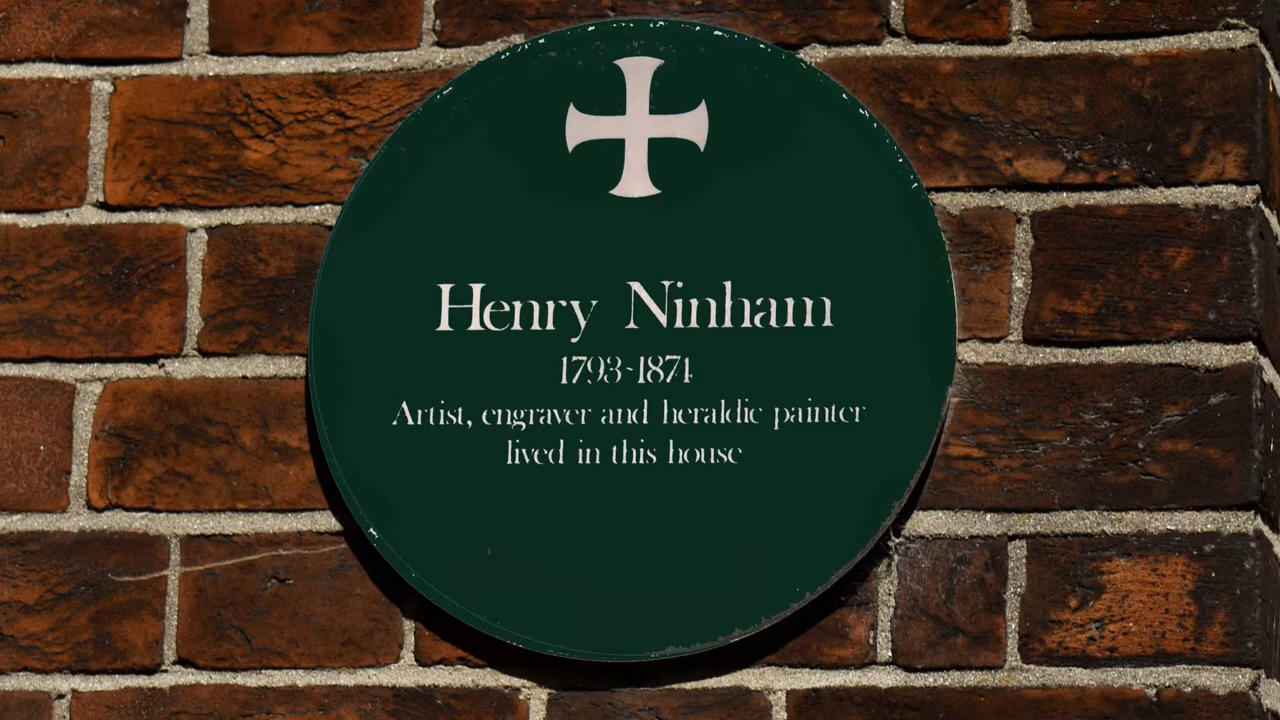 Henry Ninham
1793-1874
Artist, engraver and heraldic painter
lived in this house